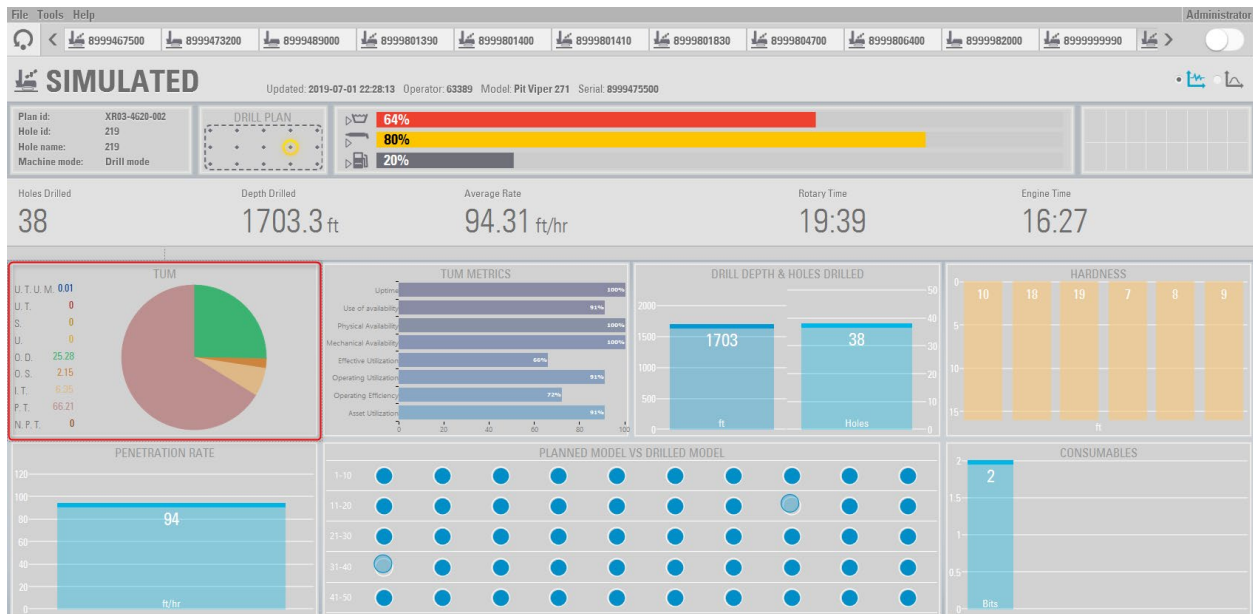 File Tools Help Administrator
8999467500 8999473200 8999489000 8999801390 8999801400 8999801410 8999801830 8999804700 8999806400 8999982000 8999999990
SIMULATED
Updated: 2019-07-01 22:28:13 Operator: 63389 Model: Pit Viper 271 Serial: 8999475500
Plan id: XR03-4620-002
Hole id: 219
Hole name: 219
Machine mode: Drill mode
DRILL PLAN
64%
80%
20%
Holes Drilled
38
Depth Drilled
1703.3 ft
Average Rate
94.31 ft/hr
Rotary Time
19:39
Engine Time
16:27
TUM
U. T. U. M. 0.01
U. T. 0
S. 0
U. 0
O. D. 25.28
O. S. 2.15
I. T. 6.35
P. T. 66.21
N. P. T. 0
TUM METRICS
Uptime 100%
Use of availability 91%
Physical Availability 100%
Mechanical Availability 100%
Effective Utilization 66%
Operating Utilization 91%
Operating Efficiency 72%
Asset Utilization 91%
0 20 40 60 80 100
DRILL DEPTH & HOLES DRILLED
2000
1500
1000
500
0
1703
ft
38
Holes
50
40
30
20
10
0
HARDNESS
0
5
10
15
10 18 19 7 8 9
ft
PENETRATION RATE
120
100
80
60
40
20
94
ft/hr
PLANNED MODEL VS DRILLED MODEL
1-10
11-20
21-30
31-40
41-50
CONSUMABLES
2
1.5
1
0.5
0
2
Bits